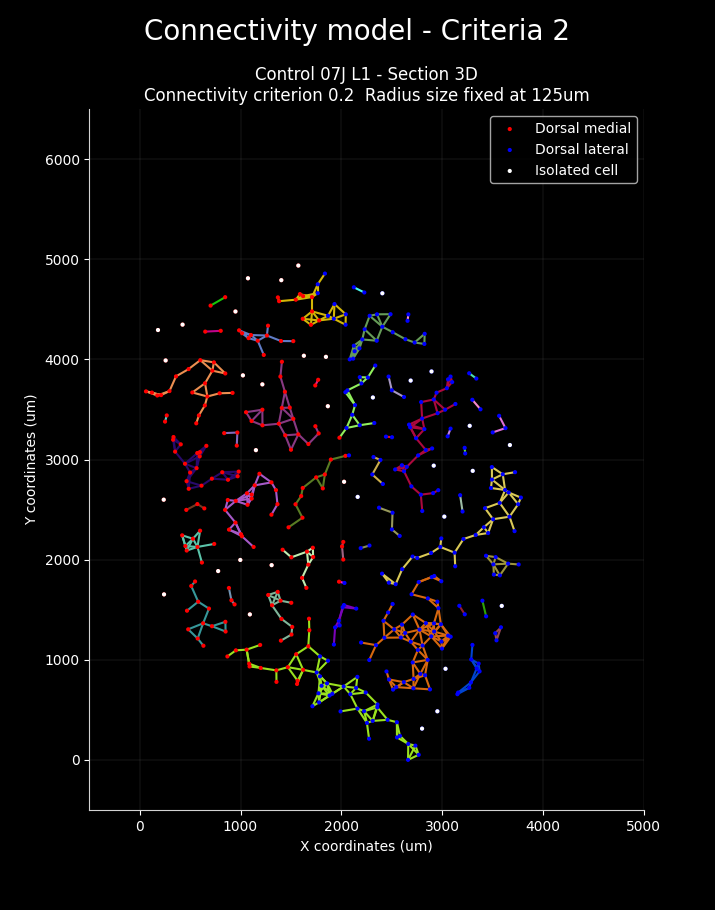 Connectivity model - Criteria 2
Control 07J L1 - Section 3D
Connectivity criterion 0.2  Radius size fixed at 125um
Dorsal medial
Dorsal lateral
Isolated cell
6000
5000
4000
3000
2000
1000
0
Y coordinates (um)
0
1000
2000
3000
4000
5000
X coordinates (um)